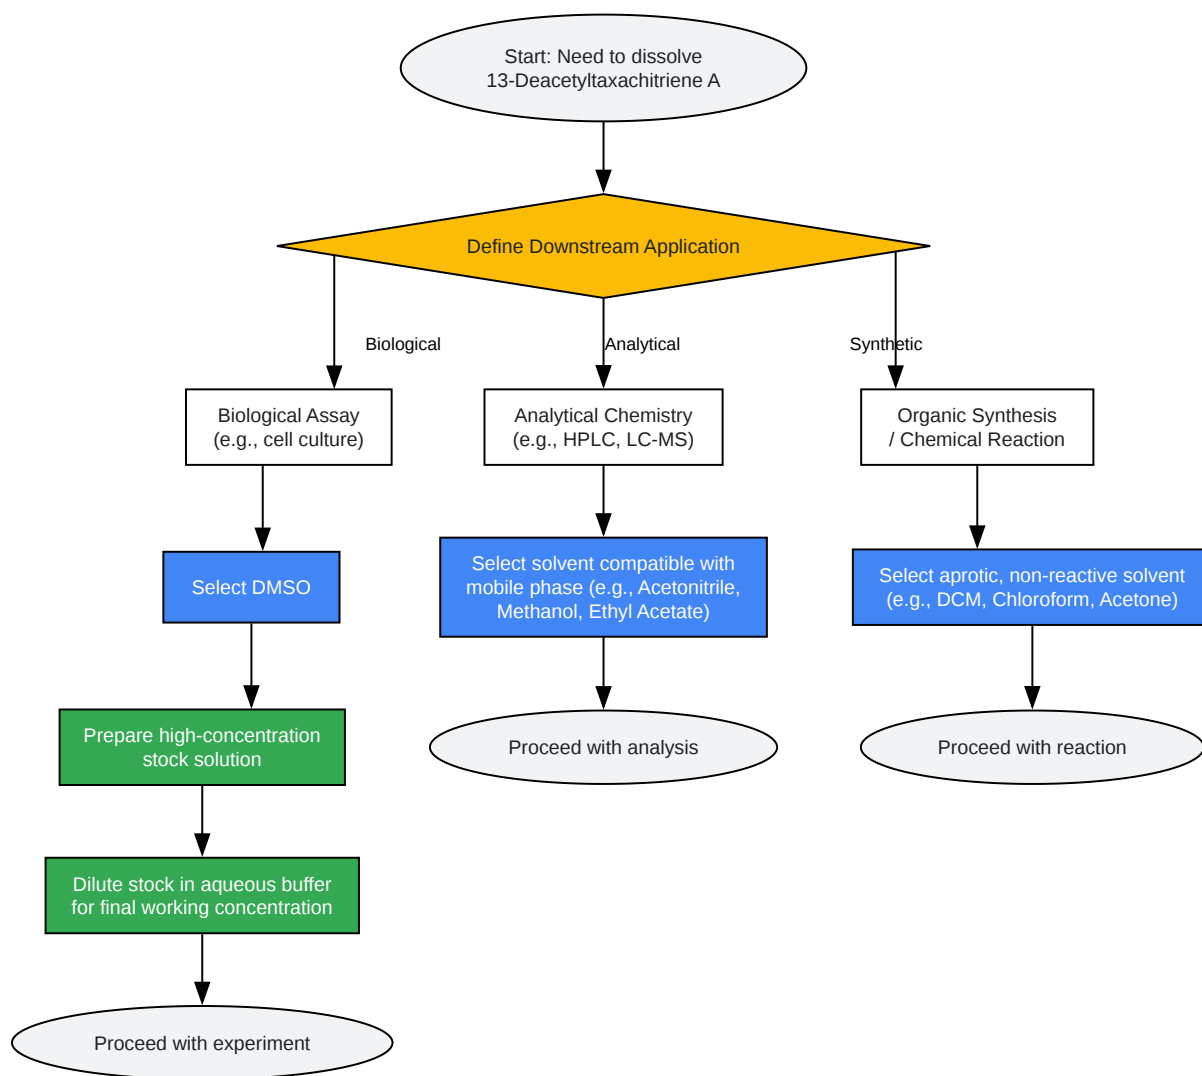 Start: Need to dissolve
13-Deacetyltaxachitriene A
Define Downstream Application
Biological
Analytical
Synthetic
Biological Assay
(e.g., cell culture)
Analytical Chemistry
(e.g., HPLC, LC-MS)
Organic Synthesis
/ Chemical Reaction
Select DMSO
Select solvent compatible with
mobile phase (e.g., Acetonitrile,
Methanol, Ethyl Acetate)
Select aprotic, non-reactive solvent
(e.g., DCM, Chloroform, Acetone)
Prepare high-concentration
stock solution
Proceed with analysis
Proceed with reaction
Dilute stock in aqueous buffer
for final working concentration
Proceed with experiment